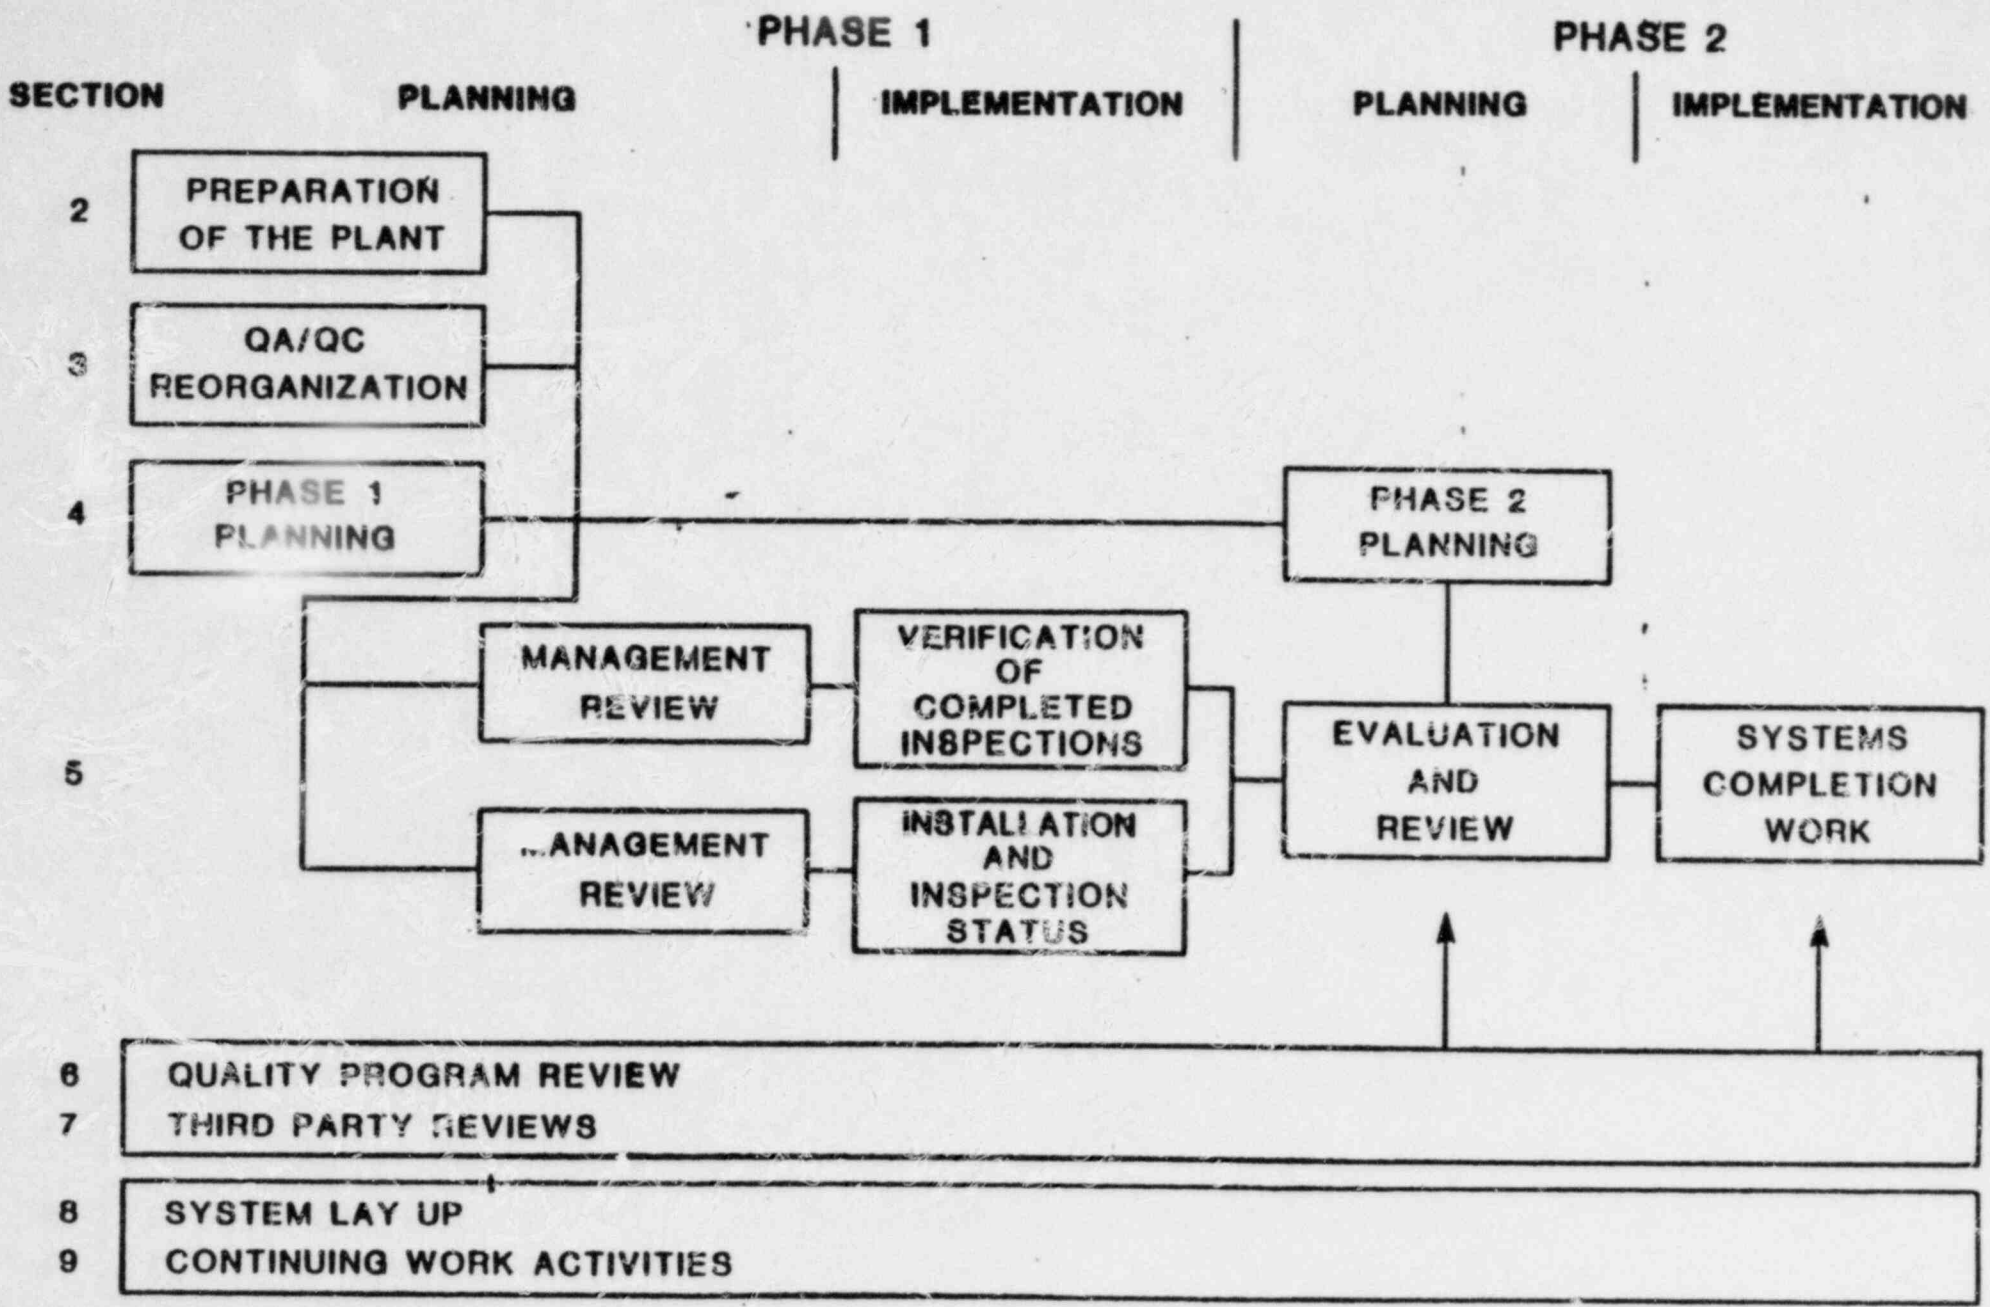 PHASE 1
PHASE 2
SECTION
PLANNING
IMPLEMENTATION
PLANNING
IMPLEMENTATION
2
PREPARATION
OF THE PLANT
3
QA/QC
REORGANIZATION
4
PHASE 1
PLANNING
PHASE 2
PLANNING
5
MANAGEMENT
REVIEW
VERIFICATION
OF
COMPLETED
INSPECTIONS
MANAGEMENT
REVIEW
INSTALLATION
AND
INSPECTION
STATUS
EVALUATION
AND
REVIEW
SYSTEMS
COMPLETION
WORK
6 QUALITY PROGRAM REVIEW
7 THIRD PARTY REVIEWS
8 SYSTEM LAY UP
9 CONTINUING WORK ACTIVITIES